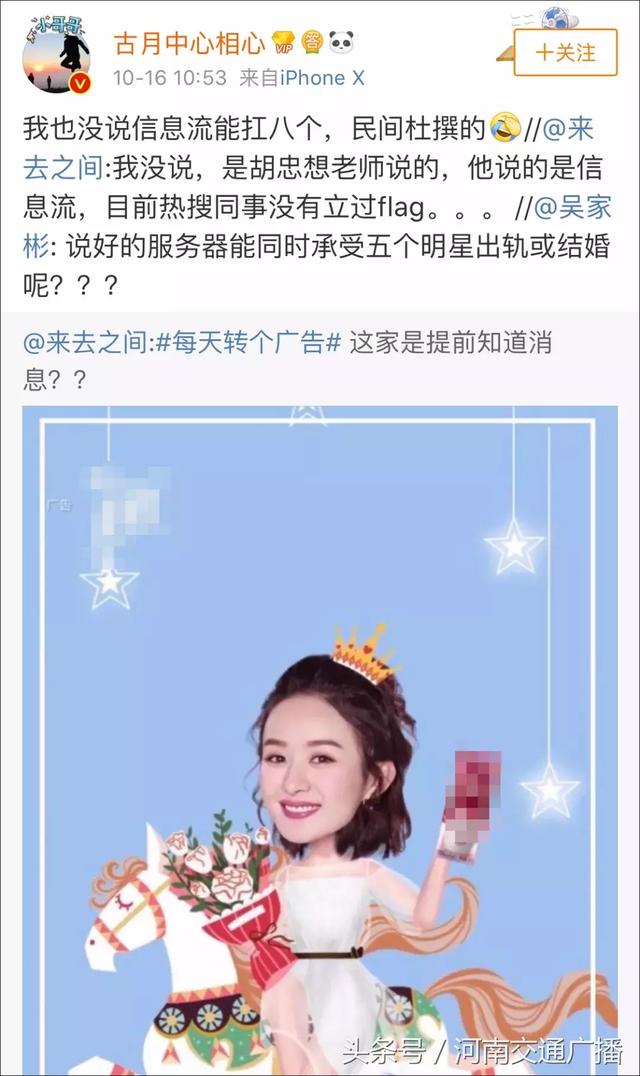 小哥哥
古月中心相心 VIP 答
十关注
10-16 10:53 来自iPhone X
我也没说信息流能扛八个，民间杜撰的//@来
去之间:我没说，是胡忠想老师说的，他说的是信
息流，目前热搜同事没有立过flag。。。//@吴家
彬: 说好的服务器能同时承受五个明星出轨或结婚
呢？？？
@来去之间:#每天转个广告# 这家是提前知道消
息？？
广告
头条号／河南交通广播